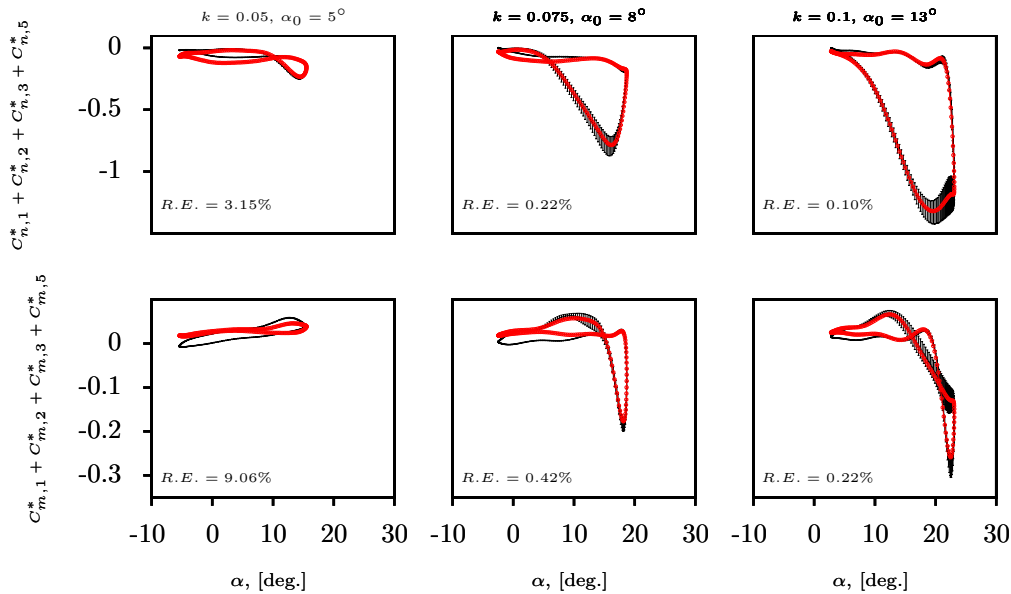 k = 0.05, α₀ = 5° k = 0.075, α₀ = 8° k = 0.1, α₀ = 13°
C*ₙ,₁ + C*ₙ,₂ + C*ₙ,₃ + C*ₙ,₅
0
-0.5
-1
R.E. = 3.15% R.E. = 0.22% R.E. = 0.10%
C*ₘ,₁ + C*ₘ,₂ + C*ₘ,₃ + C*ₘ,₅
0
-0.1
-0.2
-0.3
R.E. = 9.06% R.E. = 0.42% R.E. = 0.22%
-10 0 10 20 30 -10 0 10 20 30 -10 0 10 20 30
α, [deg.] α, [deg.] α, [deg.]